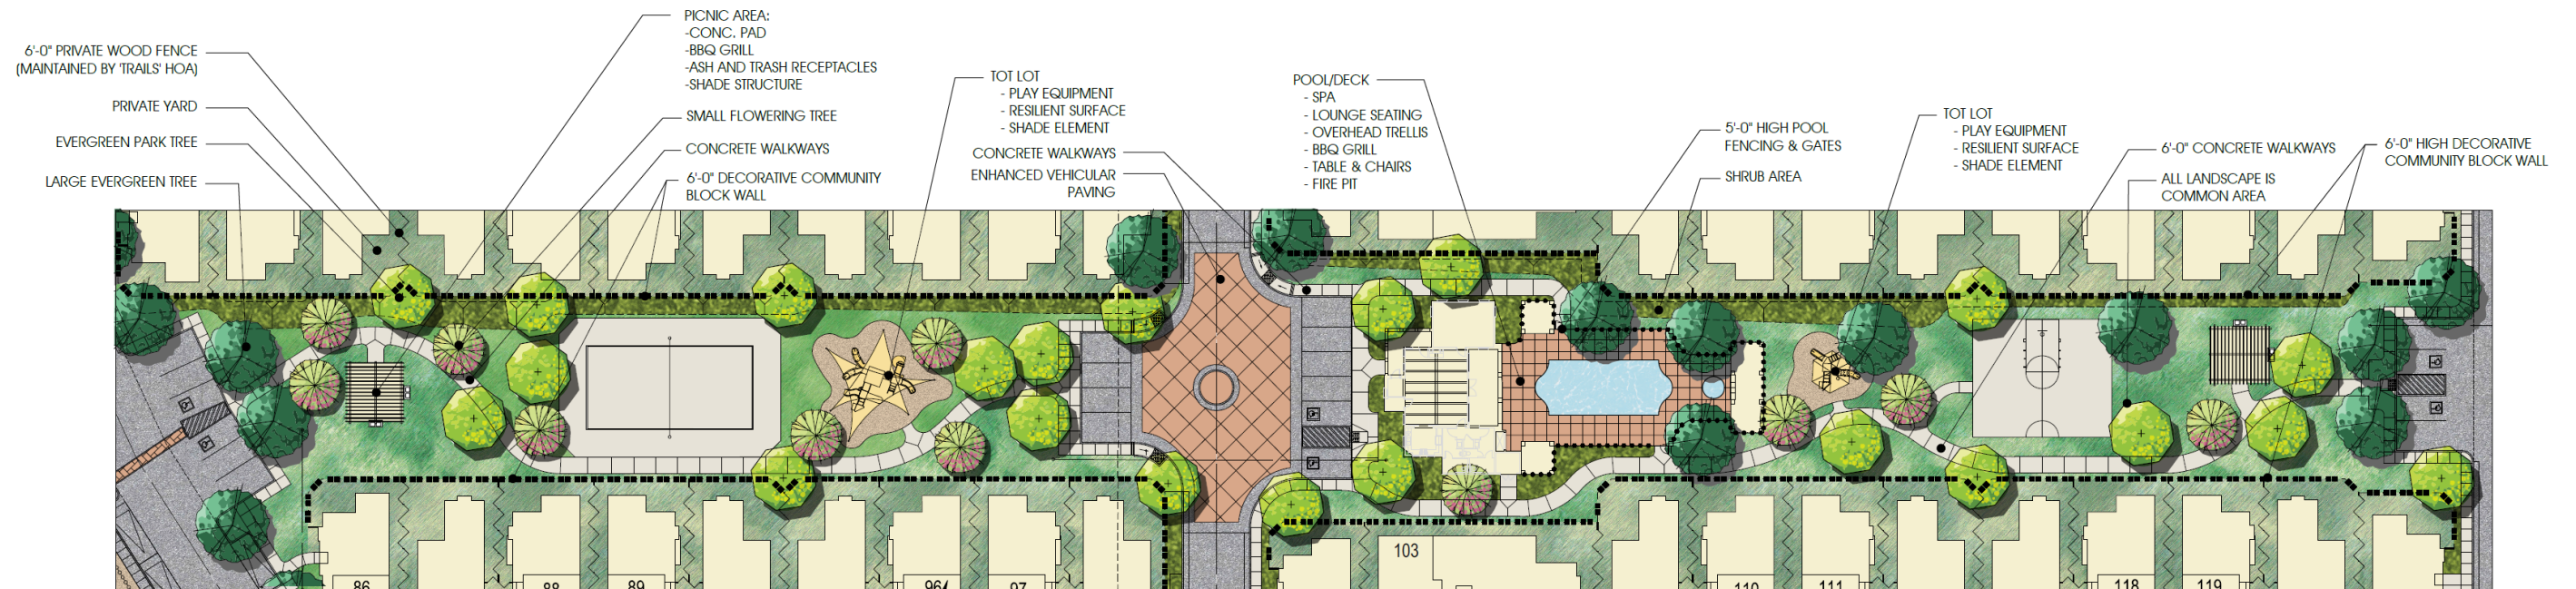 6'-0" PRIVATE WOOD FENCE
(MAINTAINED BY 'TRAILS' HOA)
PRIVATE YARD
EVERGREEN PARK TREE
LARGE EVERGREEN TREE
PICNIC AREA:
-CONC. PAD
-BBQ GRILL
-ASH AND TRASH RECEPTACLES
-SHADE STRUCTURE
SMALL FLOWERING TREE
CONCRETE WALKWAYS
6'-0" DECORATIVE COMMUNITY
BLOCK WALL
TOT LOT
- PLAY EQUIPMENT
- RESILIENT SURFACE
- SHADE ELEMENT
CONCRETE WALKWAYS
ENHANCED VEHICULAR
PAVING
POOL/DECK
- SPA
- LOUNGE SEATING
- OVERHEAD TRELLIS
- BBQ GRILL
- TABLE & CHAIRS
- FIRE PIT
5'-0" HIGH POOL
FENCING & GATES
SHRUB AREA
TOT LOT
- PLAY EQUIPMENT
- RESILIENT SURFACE
- SHADE ELEMENT
6'-0" CONCRETE WALKWAYS
ALL LANDSCAPE IS
COMMON AREA
6'-0" HIGH DECORATIVE
COMMUNITY BLOCK WALL
103
86
88
89
97
110
111
118
119